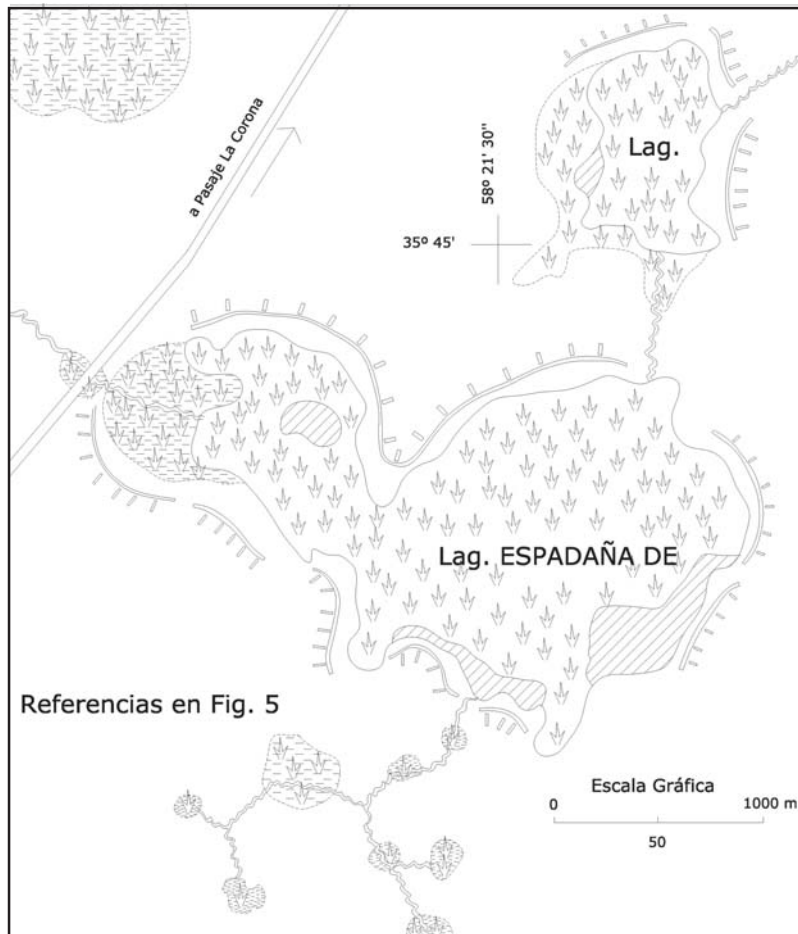 a Pasaje La Corona
58º 21' 30"
35º 45'
Lag.
Lag. ESPADAÑA DE
Referencias en Fig. 5
Escala Gráfica
0 1000 m
50